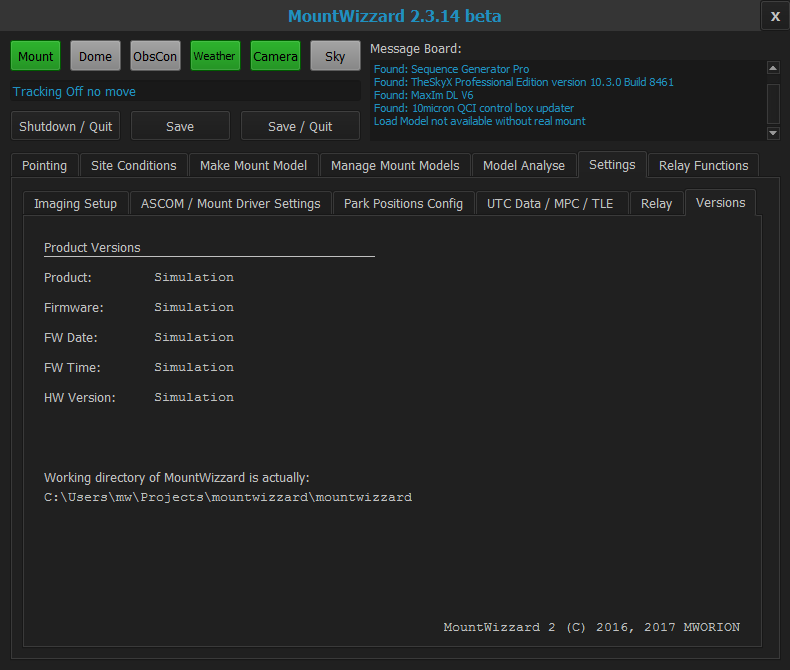 MountWizzard 2.3.14 beta
X
Mount Dome ObsCon Weather Camera Sky
Message Board:
Found: Sequence Generator Pro
Found: TheSkyX Professional Edition version 10.3.0 Build 8461
Found: MaxIm DL V6
Found: 10micron QCI control box updater
Load Model not available without real mount
Tracking Off no move
Shutdown / Quit Save Save / Quit
Pointing Site Conditions Make Mount Model Manage Mount Models Model Analyse Settings Relay Functions
Imaging Setup ASCOM / Mount Driver Settings Park Positions Config UTC Data / MPC / TLE Relay Versions
Product Versions
Product: Simulation
Firmware: Simulation
FW Date: Simulation
FW Time: Simulation
HW Version: Simulation
Working directory of MountWizzard is actually:
C:\Users\mw\Projects\mountwizzard\mountwizzard
MountWizzard 2 (C) 2016, 2017 MWORION